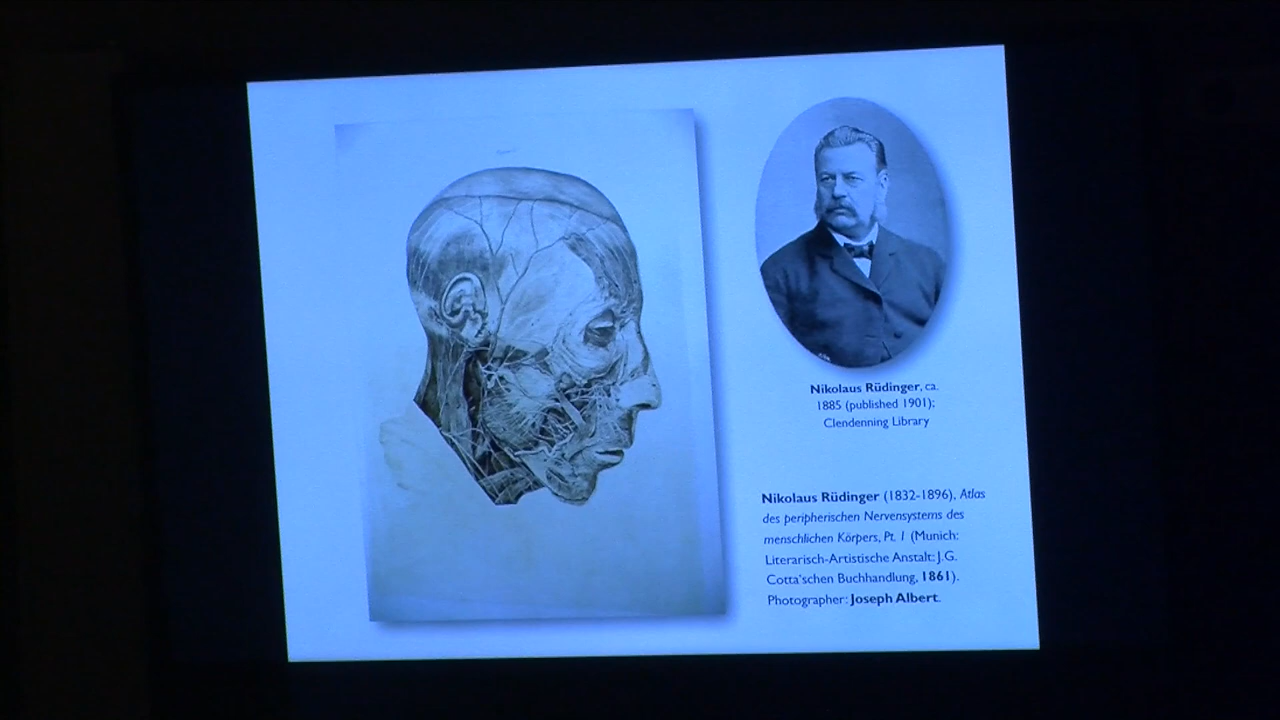 Nikolaus Rüdinger, ca.
1885 (published 1901);
Clendenning Library
Nikolaus Rüdinger (1832-1896), Atlas
des peripherischen Nervensystems des
menschlichen Körpers, Pt. 1 (Munich:
Literarisch-Artistische Anstalt: J.G.
Cotta'schen Buchhandlung, 1861).
Photographer: Joseph Albert.